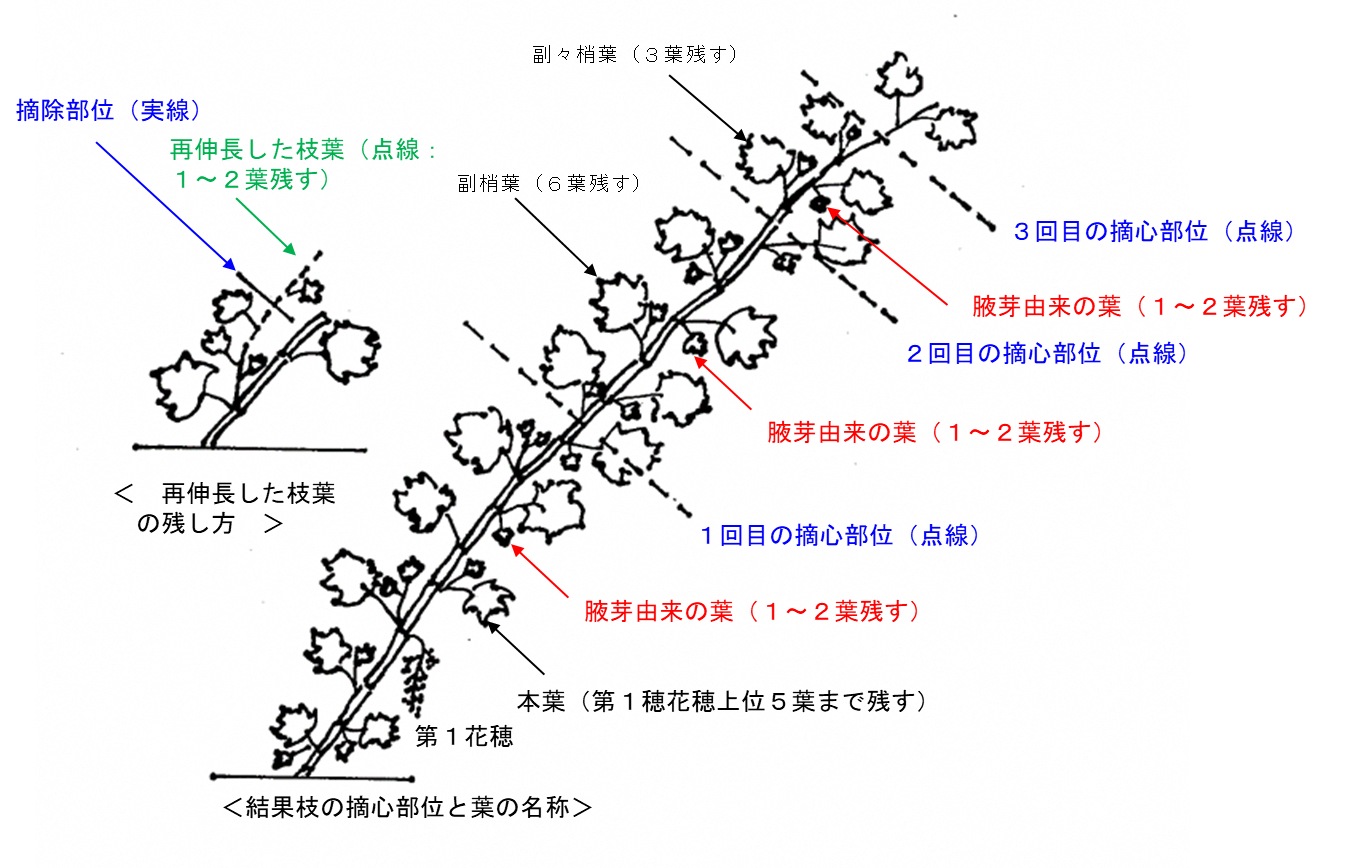 副々梢葉（３葉残す）
摘除部位（実線）
再伸長した枝葉（点線：
１～２葉残す）
副梢葉（６葉残す）
３回目の摘心部位（点線）
腋芽由来の葉（１～２葉残す）
２回目の摘心部位（点線）
腋芽由来の葉（１～２葉残す）
＜　再伸長した枝葉
の残し方　＞
１回目の摘心部位（点線）
腋芽由来の葉（１～２葉残す）
本葉（第１穂花穂上位５葉まで残す）
第１花穂
＜結果枝の摘心部位と葉の名称＞